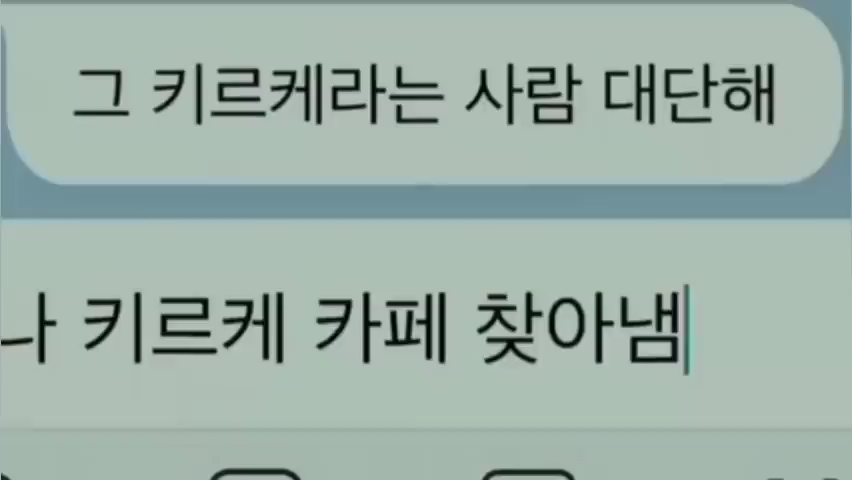 그 키르케라는 사람 대단해
나 키르케 카페 찾아냄